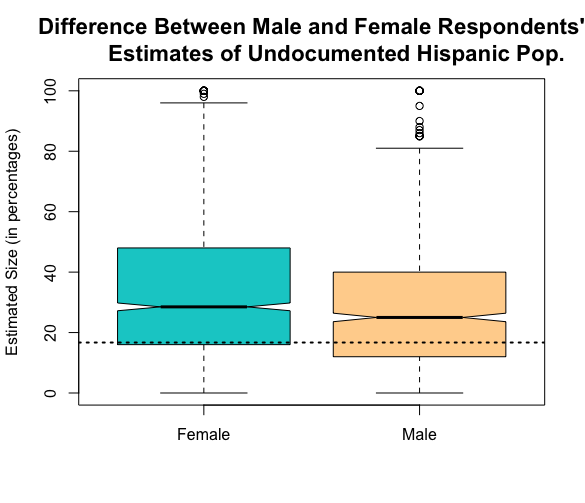 Difference Between Male and Female Respondents'
Estimates of Undocumented Hispanic Pop.
Estimated Size (in percentages)
100
80
60
40
20
0
Female
Male